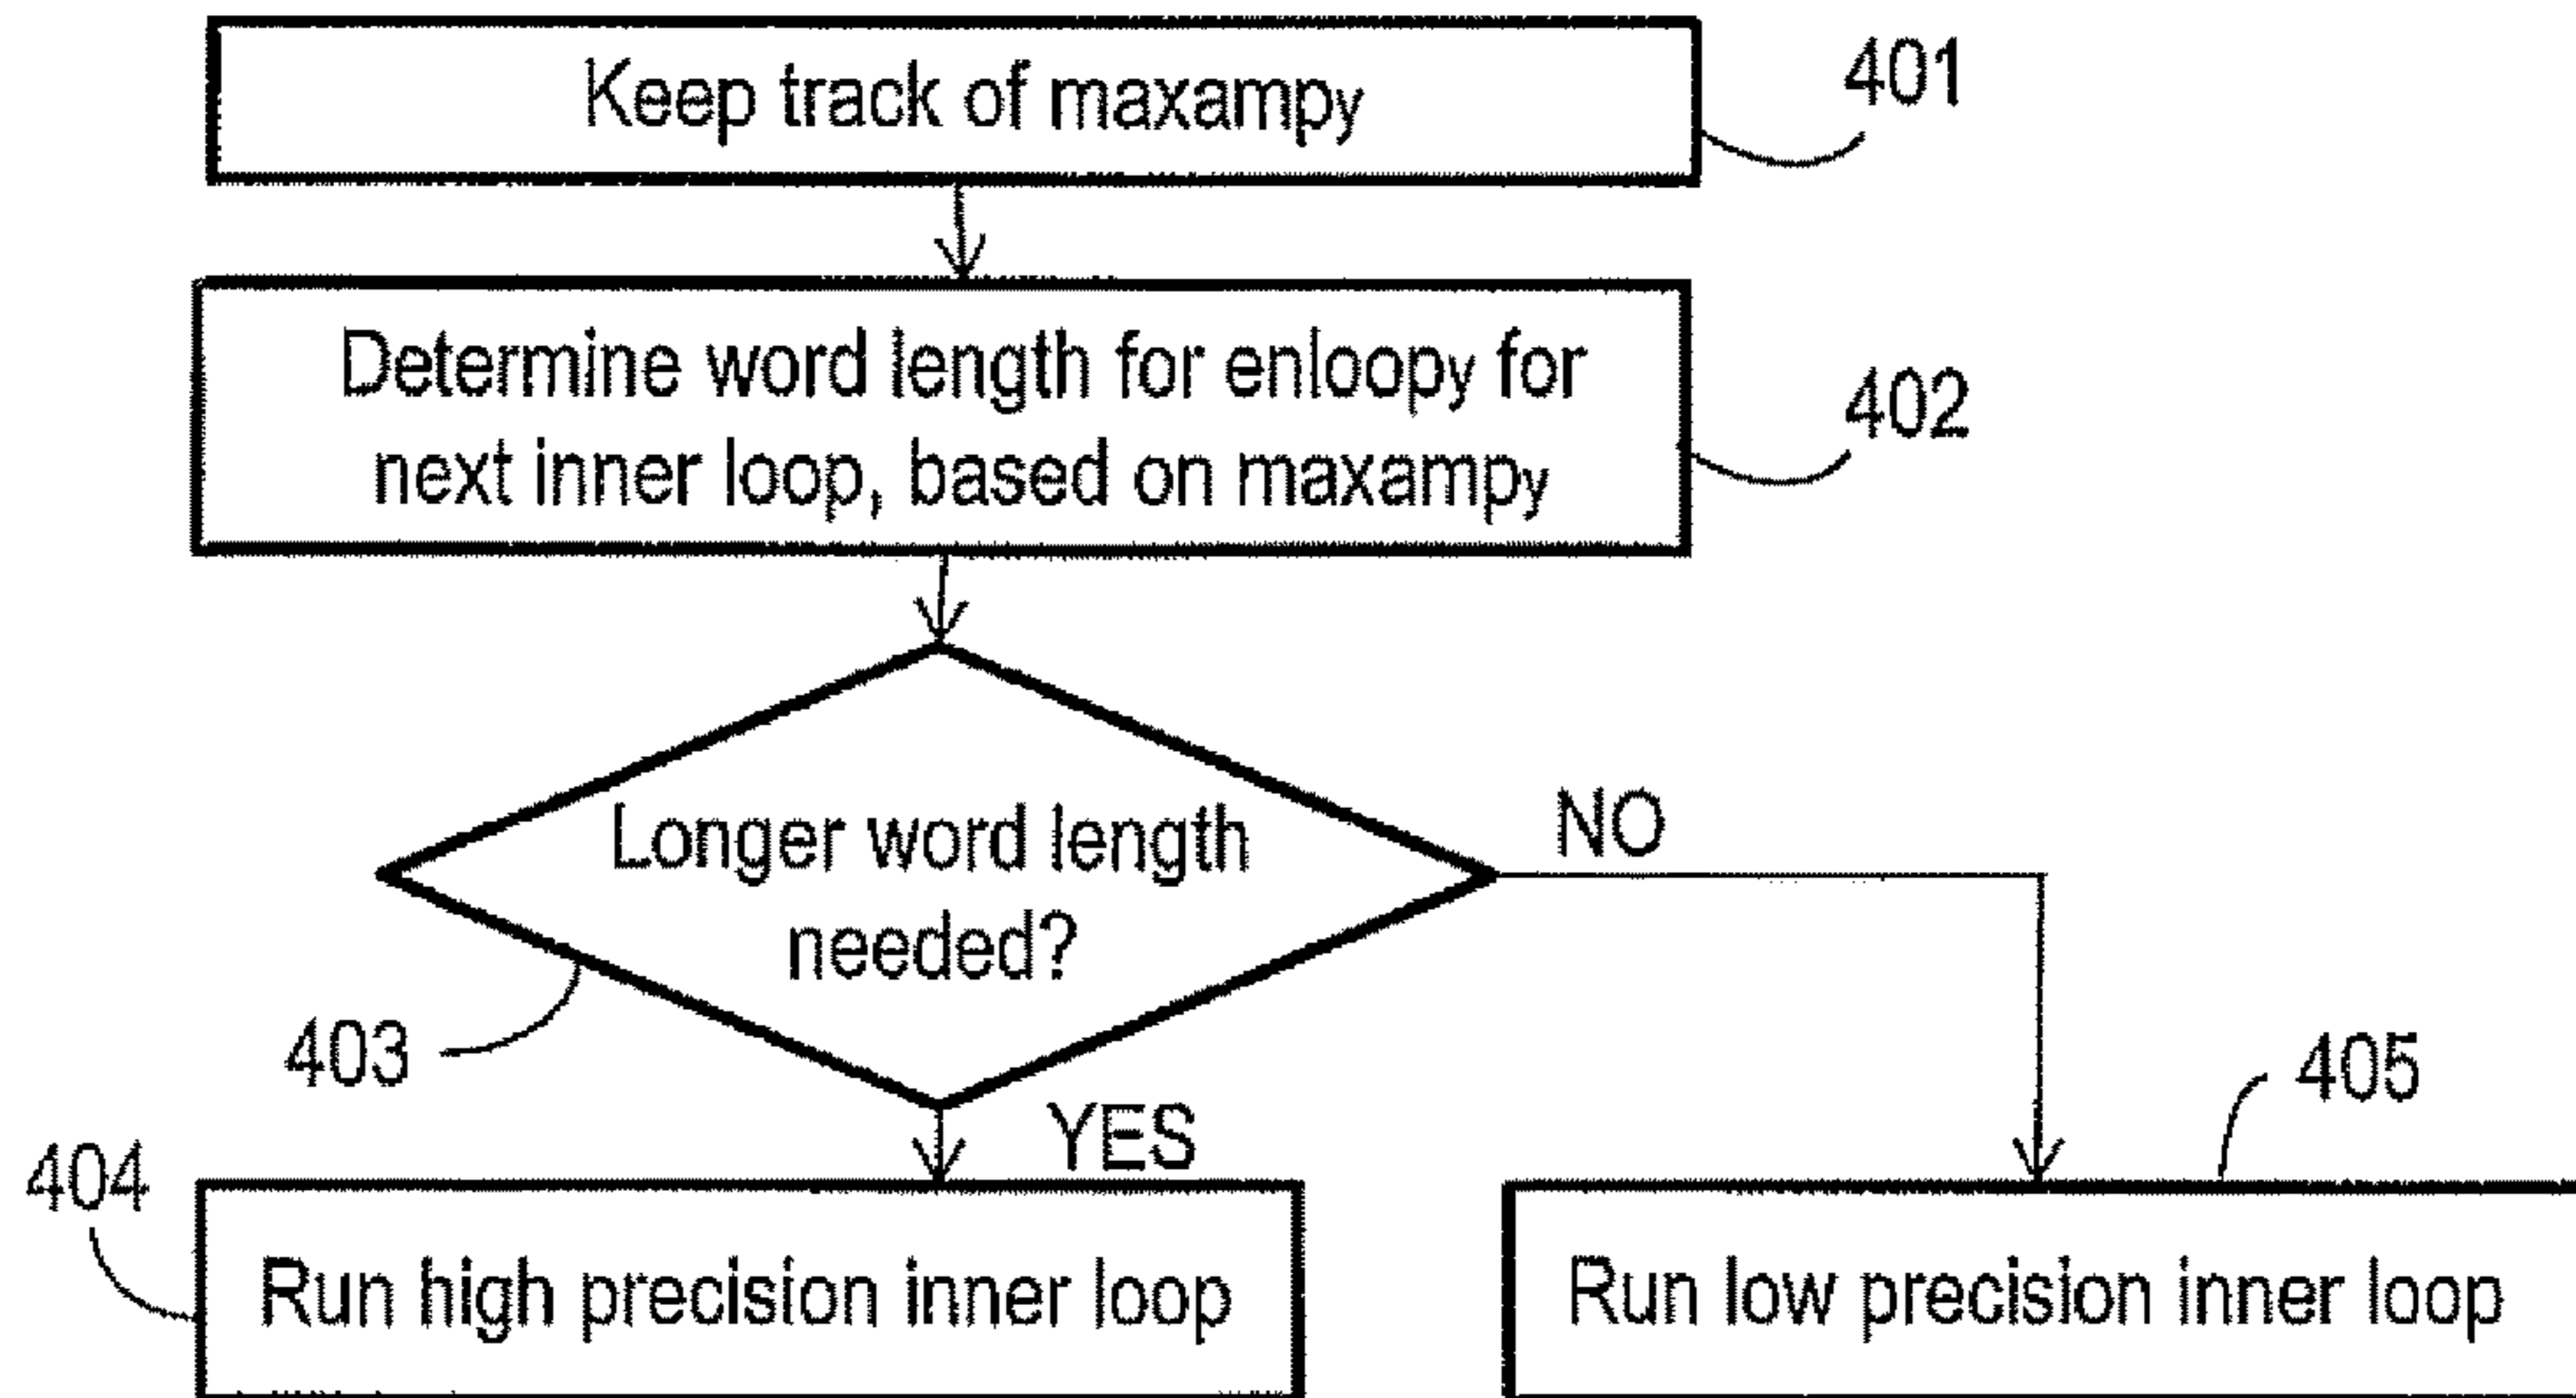 Keep track of maxampy
401
Determine word length for enloopy for
next inner loop, based on maxampy
402
Longer word length
needed?
NO
403
YES
405
404
Run high precision inner loop
Run low precision inner loop